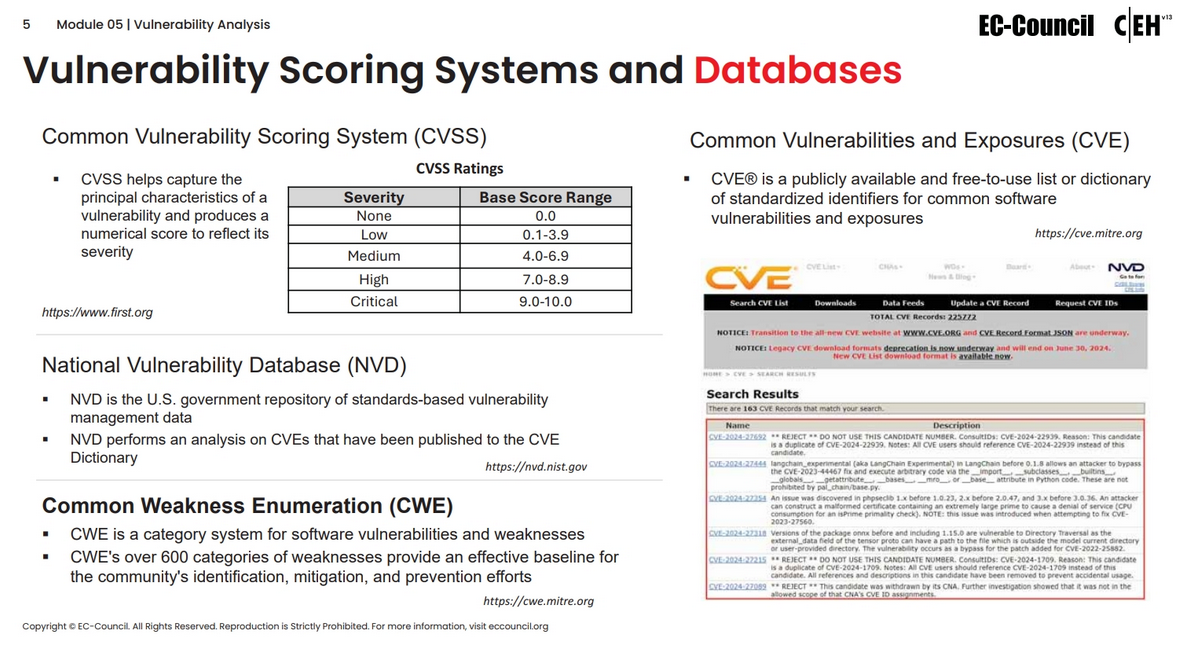 5 Module 05 | Vulnerability Analysis
EC-Council C|EH v13
Vulnerability Scoring Systems and Databases
Common Vulnerability Scoring System (CVSS)
▪ CVSS helps capture the
principal characteristics of a
vulnerability and produces a
numerical score to reflect its
severity
https://www.first.org
CVSS Ratings
Severity Base Score Range
None 0.0
Low 0.1-3.9
Medium 4.0-6.9
High 7.0-8.9
Critical 9.0-10.0
National Vulnerability Database (NVD)
▪ NVD is the U.S. government repository of standards-based vulnerability
management data
▪ NVD performs an analysis on CVEs that have been published to the CVE
Dictionary
https://nvd.nist.gov
Common Weakness Enumeration (CWE)
▪ CWE is a category system for software vulnerabilities and weaknesses
▪ CWE's over 600 categories of weaknesses provide an effective baseline for
the community's identification, mitigation, and prevention efforts
https://cwe.mitre.org
Common Vulnerabilities and Exposures (CVE)
▪ CVE® is a publicly available and free-to-use list or dictionary
of standardized identifiers for common software
vulnerabilities and exposures
https://cve.mitre.org
CVE
CVE List CNAs WGs Board About NVD
News & Blog Go to for:
CVSS Scores
CPE Info
Search CVE List Downloads Data Feeds Update a CVE Record Request CVE IDs
TOTAL CVE Records: 225772
NOTICE: Transition to the all-new CVE website at WWW.CVE.ORG and CVE Record Format JSON are underway.
NOTICE: Legacy CVE download formats deprecation is now underway and will end on June 30, 2024.
New CVE List download format is available now.
HOME > CVE > SEARCH RESULTS
Search Results
There are 163 CVE Records that match your search.
Name Description
CVE-2024-27692 ** REJECT ** DO NOT USE THIS CANDIDATE NUMBER. ConsultIDs: CVE-2024-22939. Reason: This candidate
is a duplicate of CVE-2024-22939. Notes: All CVE users should reference CVE-2024-22939 instead of this
candidate.
CVE-2024-27444 langchain_experimental (aka LangChain Experimental) in LangChain before 0.1.8 allows an attacker to bypass
the CVE-2023-44467 fix and execute arbitrary code via the __import__, __subclasses__, __builtins__,
__globals__, __getattribute__, __bases__, __mro__, or __base__ attribute in Python code. These are not
prohibited by pal_chain/base.py.
CVE-2024-27354 An issue was discovered in phpseclib 1.x before 1.0.23, 2.x before 2.0.47, and 3.x before 3.0.36. An attacker
can construct a malformed certificate containing an extremely large prime to cause a denial of service (CPU
consumption for an isPrime primality check). NOTE: this issue was introduced when attempting to fix CVE-
2023-27560.
CVE-2024-27318 Versions of the package onnx before and including 1.15.0 are vulnerable to Directory Traversal as the
external_data field of the tensor proto can have a path to the file which is outside the model current directory
or user-provided directory. The vulnerability occurs as a bypass for the patch added for CVE-2022-25882.
CVE-2024-27215 ** REJECT ** DO NOT USE THIS CANDIDATE NUMBER. ConsultIDs: CVE-2024-1709. Reason: This candidate
is a duplicate of CVE-2024-1709. Notes: All CVE users should reference CVE-2024-1709 instead of this
candidate. All references and descriptions in this candidate have been removed to prevent accidental usage.
CVE-2024-27089 ** REJECT ** This candidate was withdrawn by its CNA. Further investigation showed that it was not in the
allowed scope of that CNA's CVE ID assignments.
Copyright © EC-Council. All Rights Reserved. Reproduction is Strictly Prohibited. For more information, visit eccouncil.org